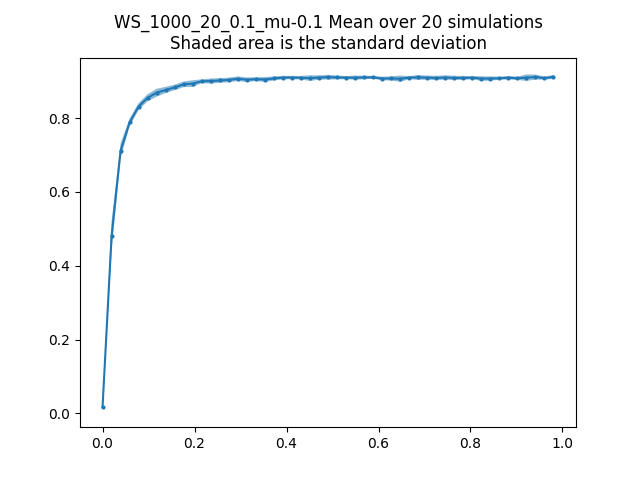 WS_1000_20_0.1_mu-0.1 Mean over 20 simulations
Shaded area is the standard deviation
0.8
0.6
0.4
0.2
0.0
0.0 0.2 0.4 0.6 0.8 1.0